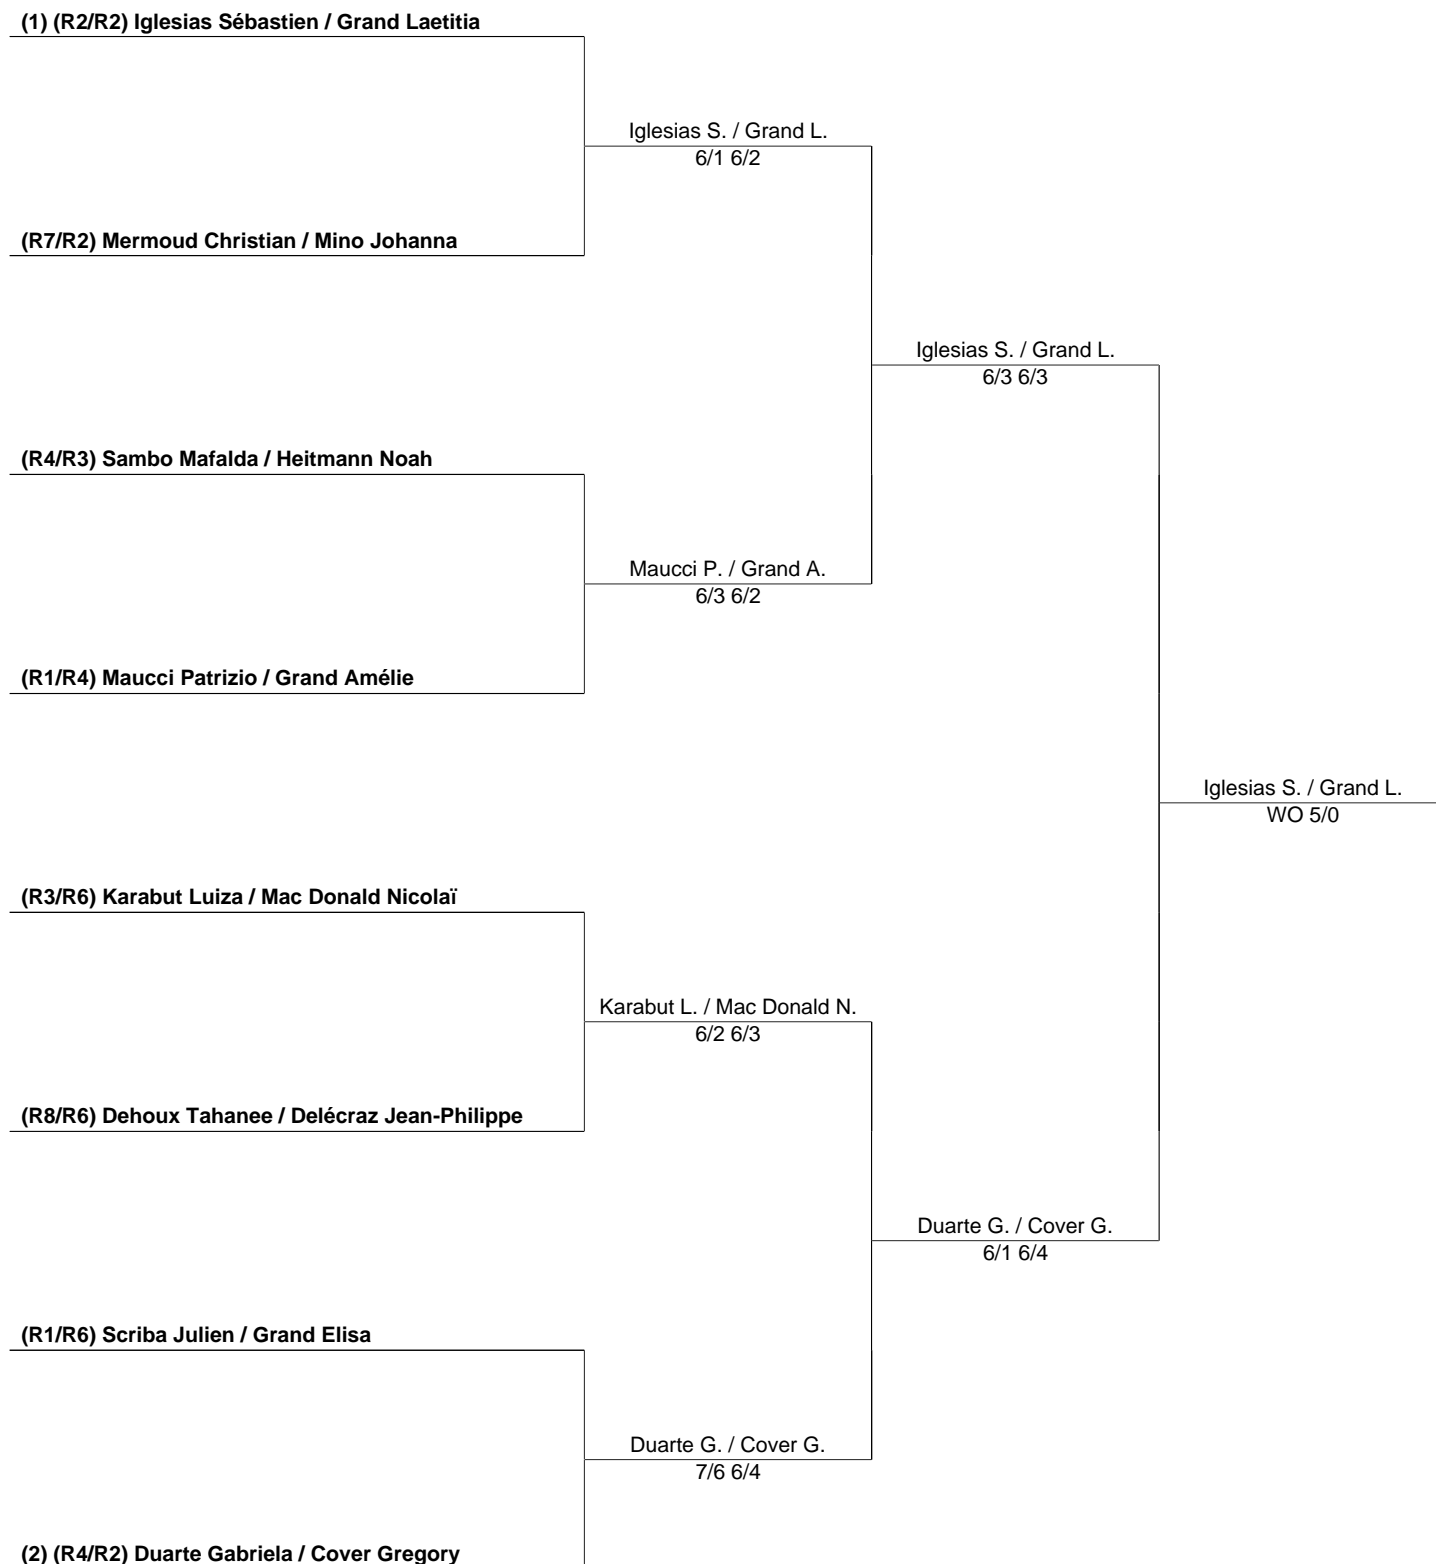 (1) (R2/R2) Iglesias Sébastien / Grand Laetitia
Iglesias S. / Grand L.
6/1 6/2
(R7/R2) Mermoud Christian / Mino Johanna
Iglesias S. / Grand L.
6/3 6/3
(R4/R3) Sambo Mafalda / Heitmann Noah
Maucci P. / Grand A.
6/3 6/2
(R1/R4) Maucci Patrizio / Grand Amélie
Iglesias S. / Grand L.
WO 5/0
(R3/R6) Karabut Luiza / Mac Donald Nicolaï
Karabut L. / Mac Donald N.
6/2 6/3
(R8/R6) Dehoux Tahanee / Delécraz Jean-Philippe
Duarte G. / Cover G.
6/1 6/4
(R1/R6) Scriba Julien / Grand Elisa
Duarte G. / Cover G.
7/6 6/4
(2) (R4/R2) Duarte Gabriela / Cover Gregory